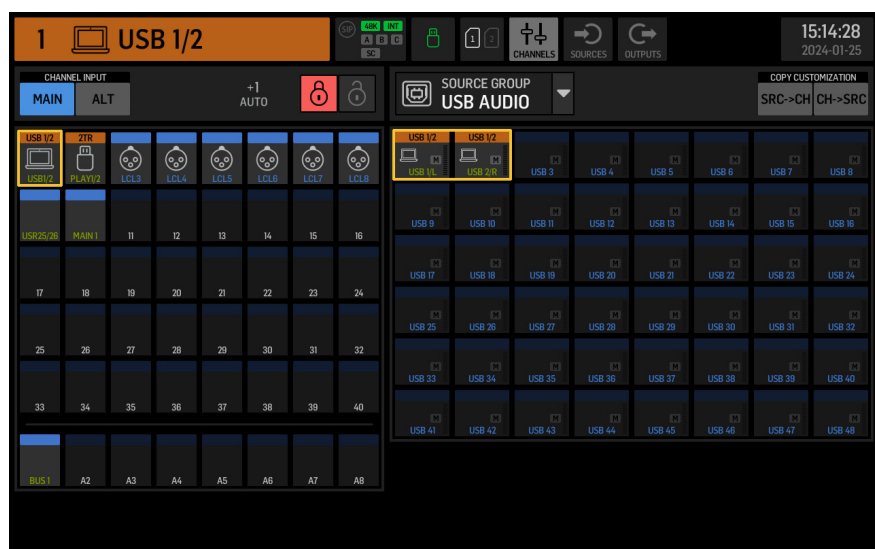 1 USB 1/2
SIP 48K INT
A B C
SC
1 2
CHANNELS SOURCES OUTPUTS
15:14:28
2024-01-25
CHANNEL INPUT
MAIN ALT
+1
AUTO
SOURCE GROUP
USB AUDIO
COPY CUSTOMIZATION
SRC->CH CH->SRC
USB 1/2 2TR
USB1/2 PLAY1/2 LCL3 LCL4 LCL5 LCL6 LCL7 LCL8
USR25/26 MAIN 1 11 12 13 14 15 16
17 18 19 20 21 22 23 24
25 26 27 28 29 30 31 32
33 34 35 36 37 38 39 40
BUS 1 A2 A3 A4 A5 A6 A7 A8
USB 1/2 USB 1/2
M M M M M M M M
USB 1/L USB 2/R USB 3 USB 4 USB 5 USB 6 USB 7 USB 8
M M M M M M M M
USB 9 USB 10 USB 11 USB 12 USB 13 USB 14 USB 15 USB 16
M M M M M M M M
USB 17 USB 18 USB 19 USB 20 USB 21 USB 22 USB 23 USB 24
M M M M M M M M
USB 25 USB 26 USB 27 USB 28 USB 29 USB 30 USB 31 USB 32
M M M M M M M M
USB 33 USB 34 USB 35 USB 36 USB 37 USB 38 USB 39 USB 40
M M M M M M M M
USB 41 USB 42 USB 43 USB 44 USB 45 USB 46 USB 47 USB 48